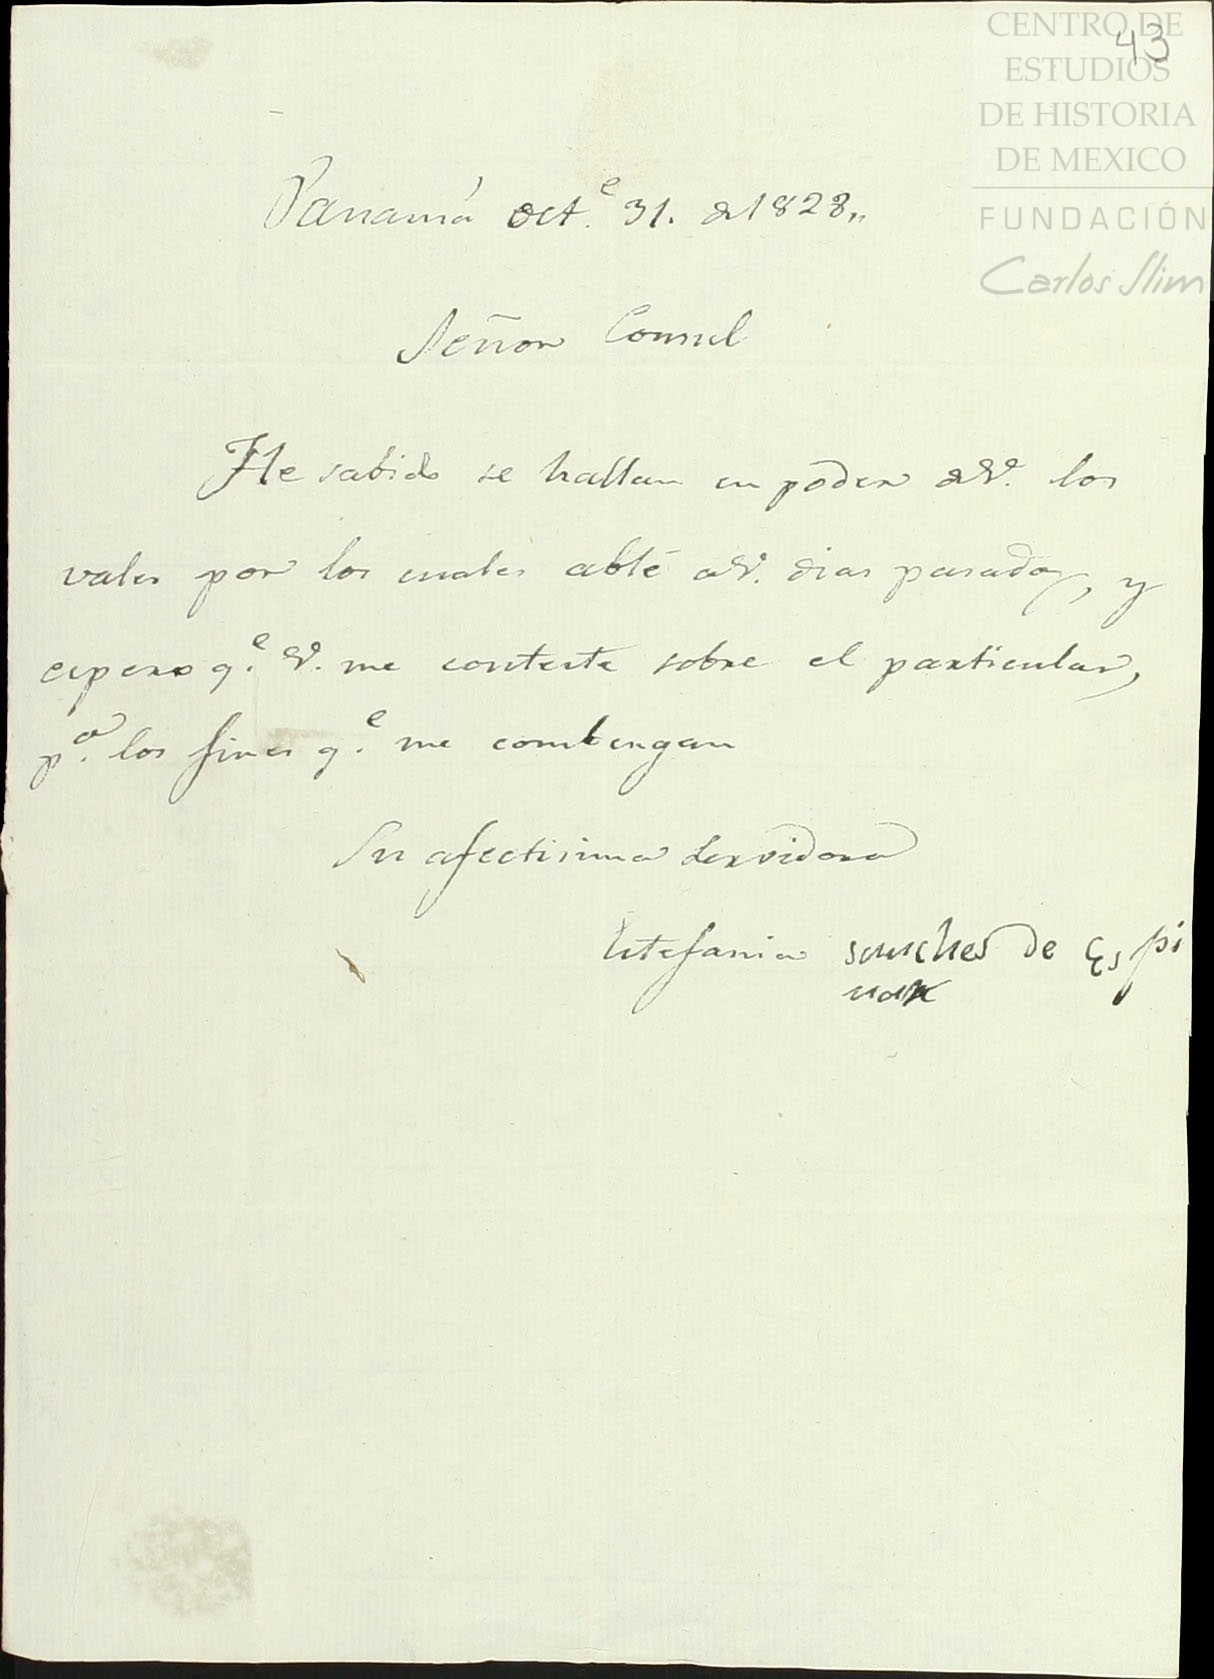 CENTRO DE
ESTUDIOS
DE HISTORIA
DE MEXICO
FUNDACIÓN
Carlos Slim
43
Panamá oct.e 31. de 1828,,
Señor Consul
He sabido se hallan en poder de V. los
vales por los cuales ablé a V. dias pasados, y
espero q.e V. me conteste sobre el particular,
p.a los fines q.e me combengan
Su afectisima Servidora
Estefania sanches de Espi
nosa